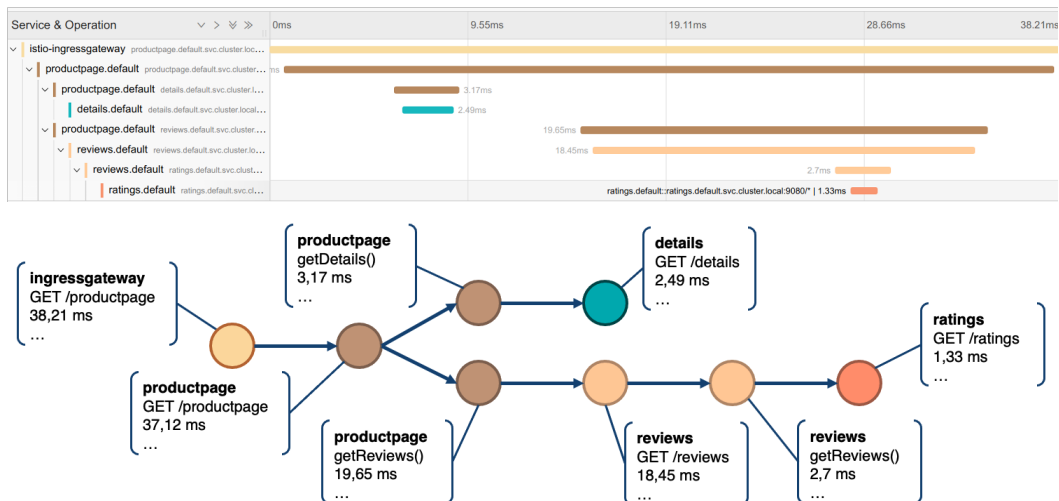 Service & Operation
0ms 9.55ms 19.11ms 28.66ms 38.21ms
istio-ingressgateway productpage.default.svc.cluster.loc...
productpage.default productpage.default.svc.cluster... ms
productpage.default details.default.svc.cluster.l... 3.17ms
details.default details.default.svc.cluster.local... 2.49ms
productpage.default reviews.default.svc.cluster.... 19.65ms
reviews.default reviews.default.svc.cluster.lo... 18.45ms
reviews.default ratings.default.svc.cluster.... 2.7ms
ratings.default ratings.default.svc.cl... ratings.default::ratings.default.svc.cluster.local:9080/* | 1.33ms
ingressgateway
GET /productpage
38,21 ms
...
productpage
getDetails()
3,17 ms
...
details
GET /details
2,49 ms
...
productpage
GET /productpage
37,12 ms
...
productpage
getReviews()
19,65 ms
...
reviews
GET /reviews
18,45 ms
...
reviews
getReviews()
2,7 ms
...
ratings
GET /ratings
1,33 ms
...